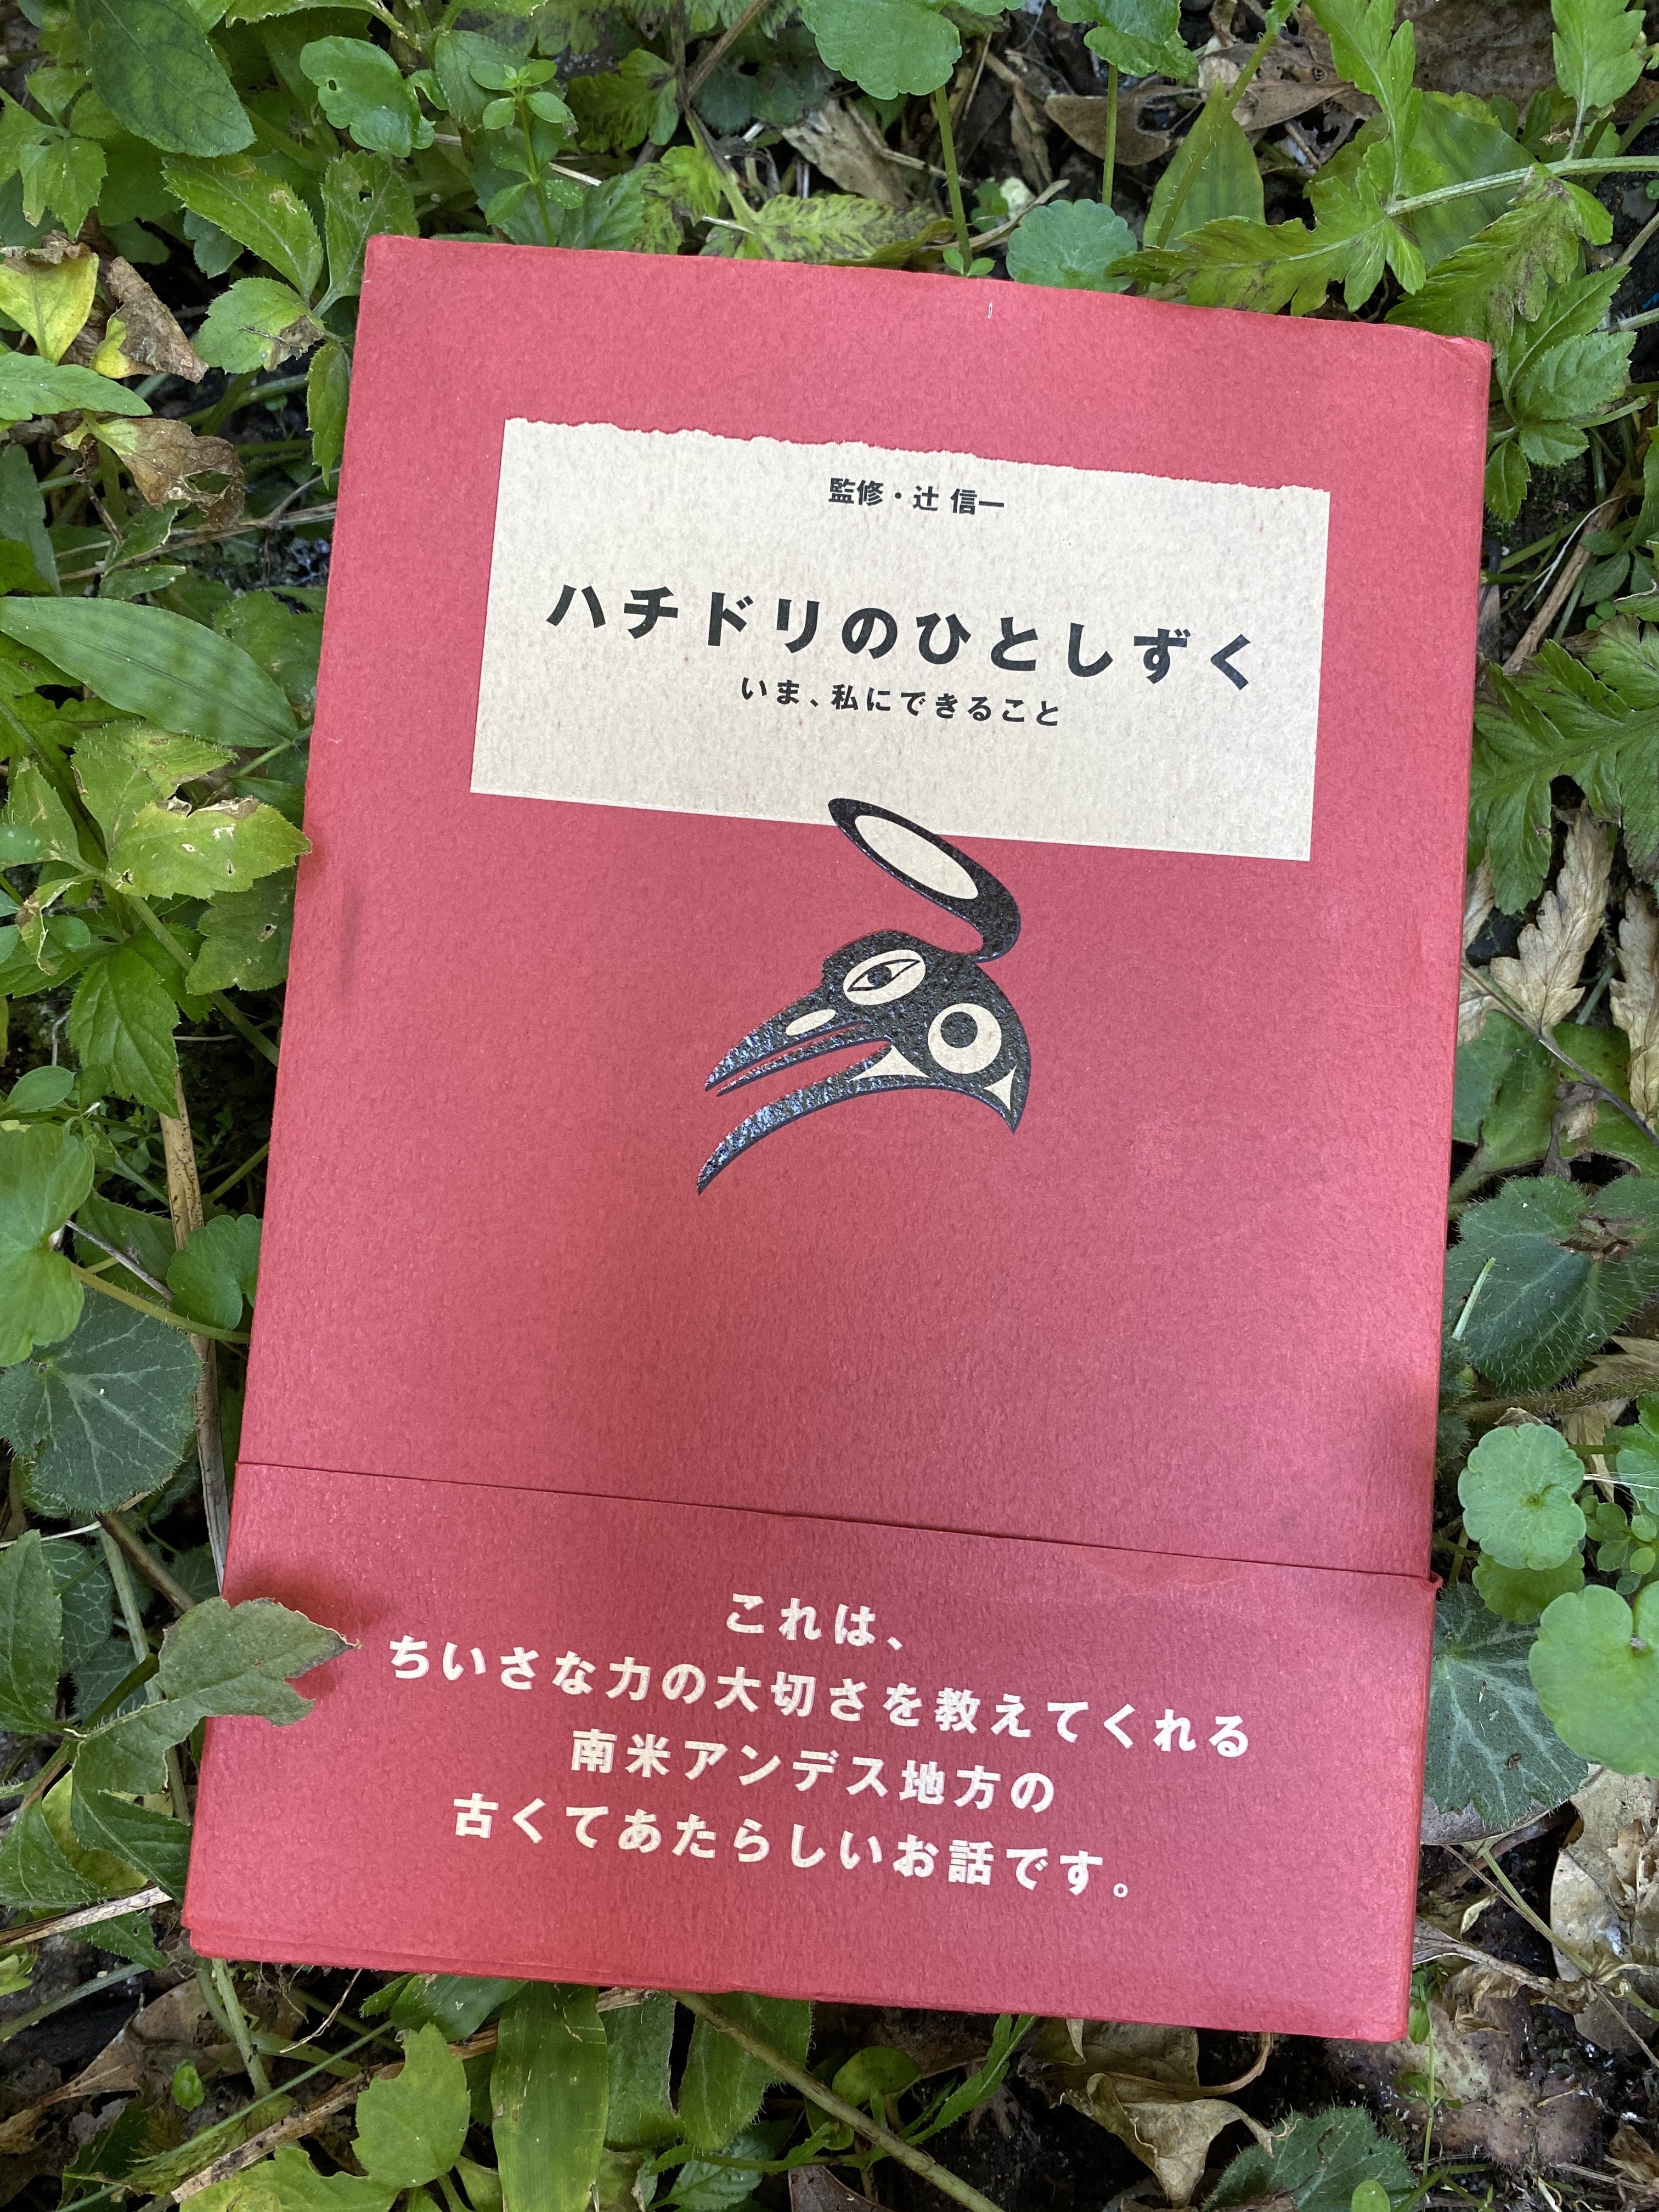 監修・辻 信一
ハチドリのひとしずく
いま、私にできること
これは、
ちいさな力の大切さを教えてくれる
南米アンデス地方の
古くてあたらしいお話です。